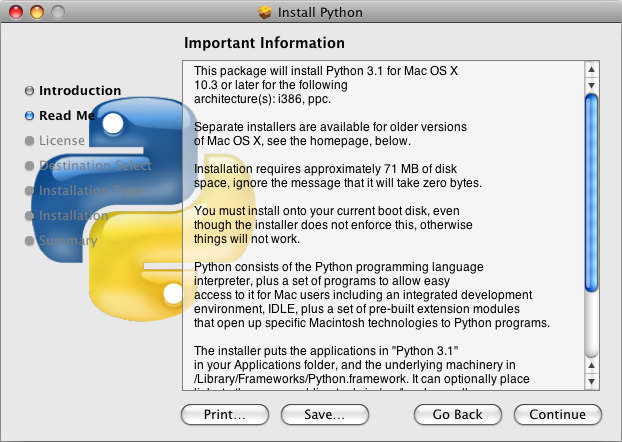 Install Python
Important Information
Introduction
Read Me
License
Destination Select
Installation Type
Installation
Summary
This package will install Python 3.1 for Mac OS X
10.3 or later for the following
architecture(s): i386, ppc.
Separate installers are available for older versions
of Mac OS X, see the homepage, below.
Installation requires approximately 71 MB of disk
space, ignore the message that it will take zero bytes.
You must install onto your current boot disk, even
though the installer does not enforce this, otherwise
things will not work.
Python consists of the Python programming language
interpreter, plus a set of programs to allow easy
access to it for Mac users including an integrated development
environment, IDLE, plus a set of pre-built extension modules
that open up specific Macintosh technologies to Python programs.
The installer puts the applications in "Python 3.1"
in your Applications folder, and the underlying machinery in
/Library/Frameworks/Python.framework. It can optionally place
Print...
Save...
Go Back
Continue